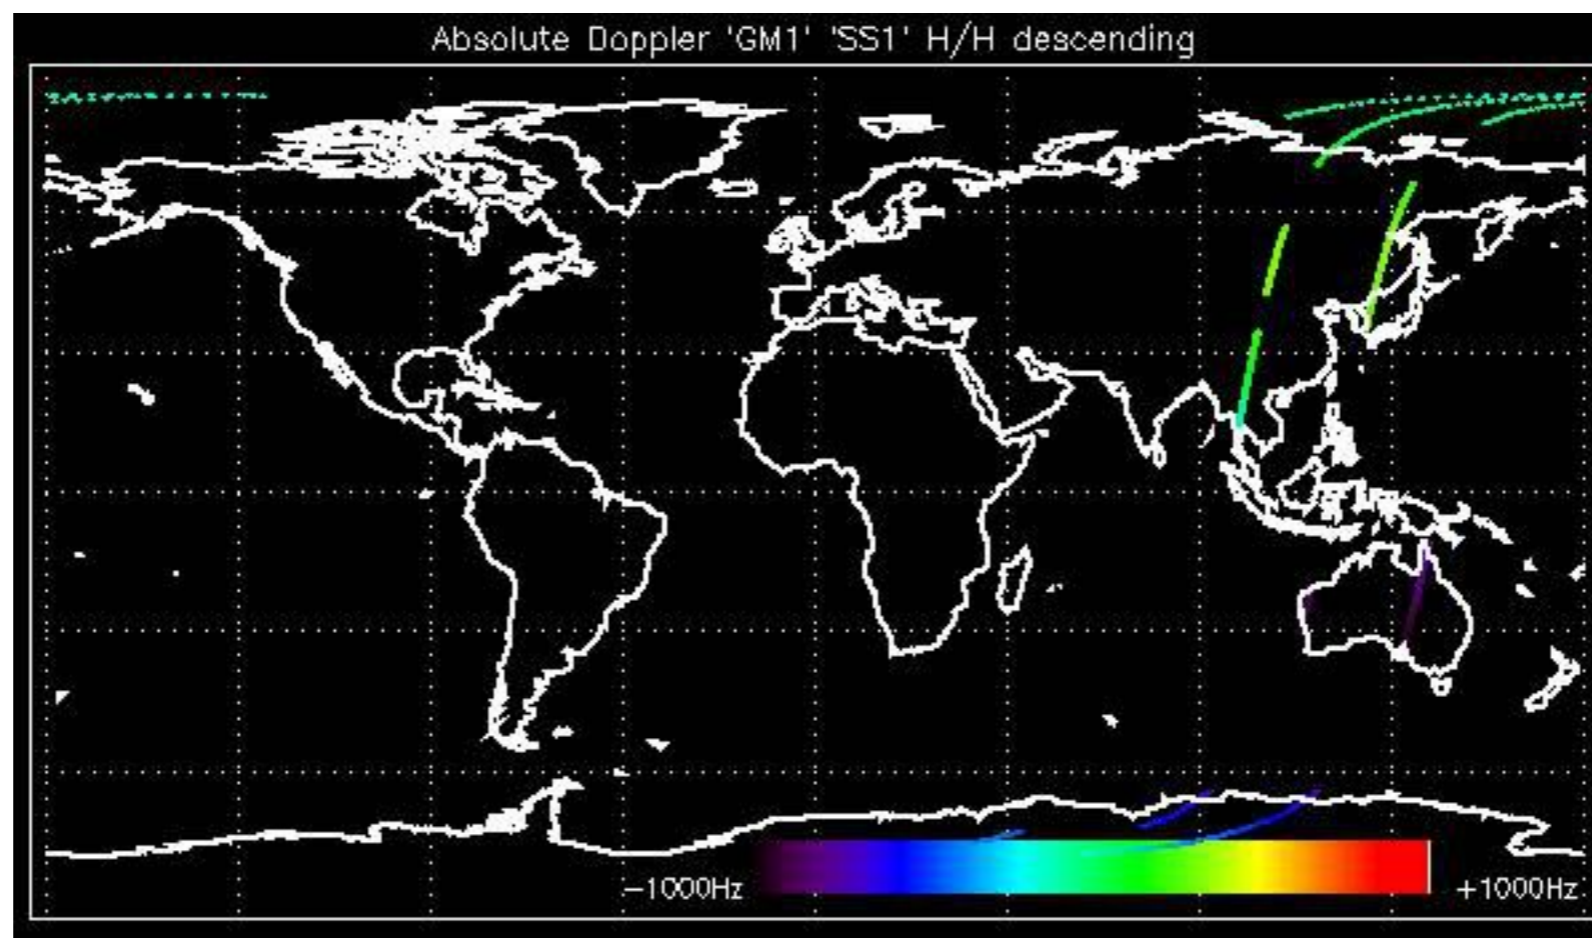 Absolute Doppler 'GM1' 'SS1' H/H descending
-1000Hz
+1000Hz